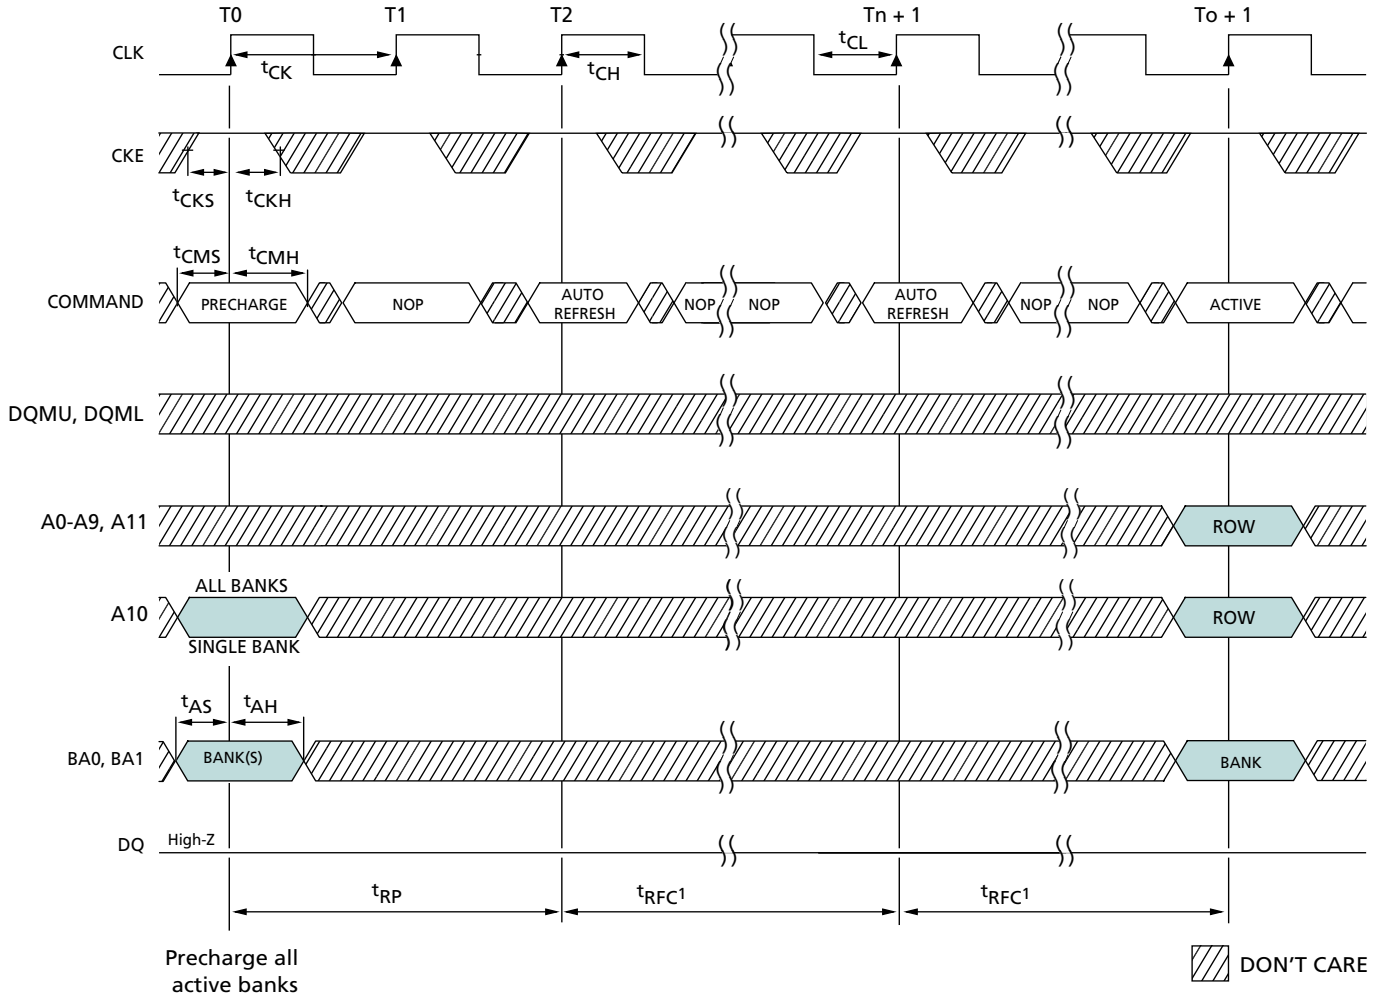 T0 T1 T2 Tn + 1 To + 1
CLK
tCK tCH tCL
CKE
tCKS tCKH
tCMS tCMH
COMMAND PRECHARGE NOP AUTO REFRESH NOP NOP AUTO REFRESH NOP NOP ACTIVE
DQMU, DQML
A0-A9, A11 ROW
ALL BANKS
A10 ROW
SINGLE BANK
tAS tAH
BA0, BA1 BANK(S) BANK
DQ High-Z
tRP tRFC1 tRFC1
Precharge all
active banks
DON'T CARE